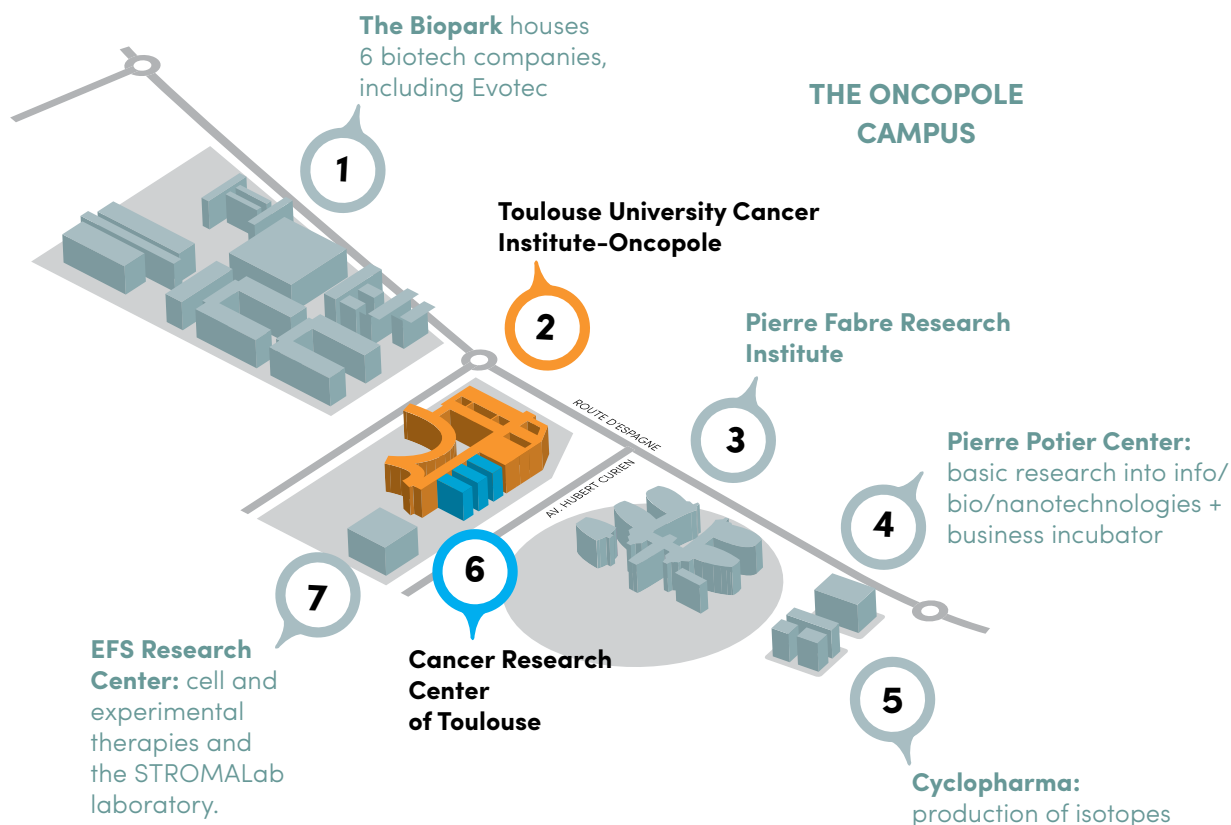 The Biopark houses
6 biotech companies,
including Evotec
THE ONCOPOLE
CAMPUS
1
Toulouse University Cancer
Institute-Oncopole
2
Pierre Fabre Research
Institute
3
ROUTE D'ESPAGNE
AV. HUBERT CURIEN
Pierre Potier Center:
basic research into info/
bio/nanotechnologies +
business incubator
4
6
Cancer Research
Center
of Toulouse
7
EFS Research
Center: cell and
experimental
therapies and
the STROMALab
laboratory.
5
Cyclopharma:
production of isotopes